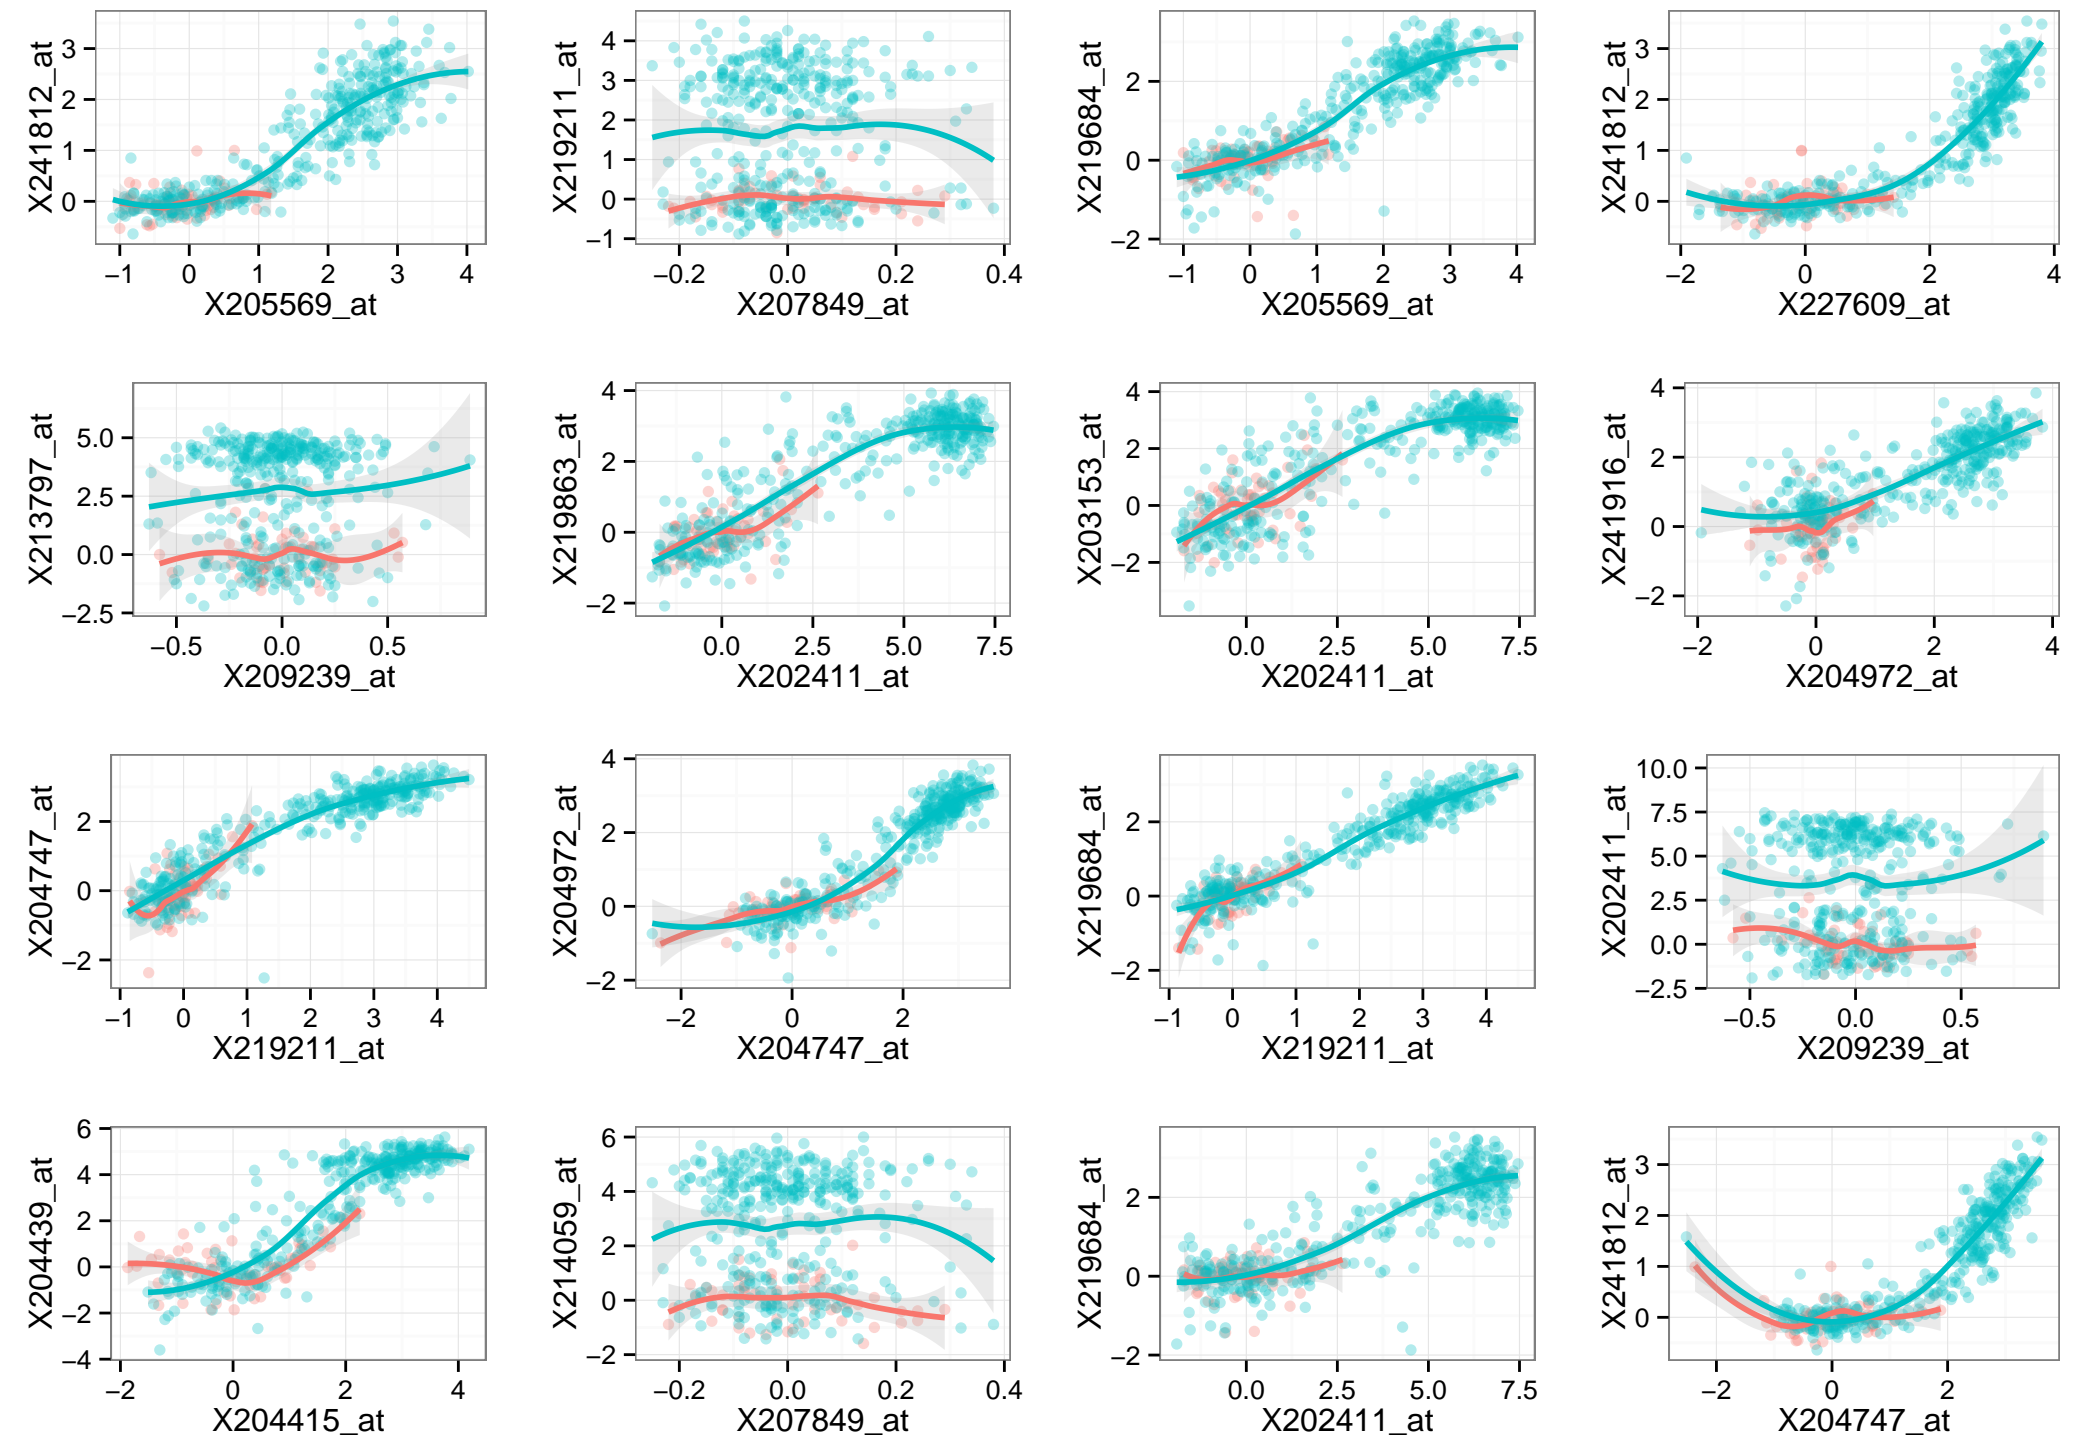 X241812_at
3
2
1
0
−1 0 1 2 3 4
X205569_at
X219211_at
4
3
2
1
0
−1
−0.2 0.0 0.2 0.4
X207849_at
X219684_at
2
0
−2
−1 0 1 2 3 4
X205569_at
X241812_at
3
2
1
0
−2 0 2 4
X227609_at
X213797_at
5.0
2.5
0.0
−2.5
−0.5 0.0 0.5
X209239_at
X219863_at
4
2
0
−2
0.0 2.5 5.0 7.5
X202411_at
X203153_at
4
2
0
−2
0.0 2.5 5.0 7.5
X202411_at
X241916_at
4
2
0
−2
−2 0 2 4
X204972_at
X204747_at
2
0
−2
−1 0 1 2 3 4
X219211_at
X204972_at
4
2
0
−2
−2 0 2
X204747_at
X219684_at
2
0
−2
−1 0 1 2 3 4
X219211_at
X202411_at
10.0
7.5
5.0
2.5
0.0
−2.5
−0.5 0.0 0.5
X209239_at
X204439_at
6
4
2
0
−2
−4
−2 0 2 4
X204415_at
X214059_at
6
4
2
0
−2
−0.2 0.0 0.2 0.4
X207849_at
X219684_at
2
0
−2
0.0 2.5 5.0 7.5
X202411_at
X241812_at
3
2
1
0
−2 0 2
X204747_at